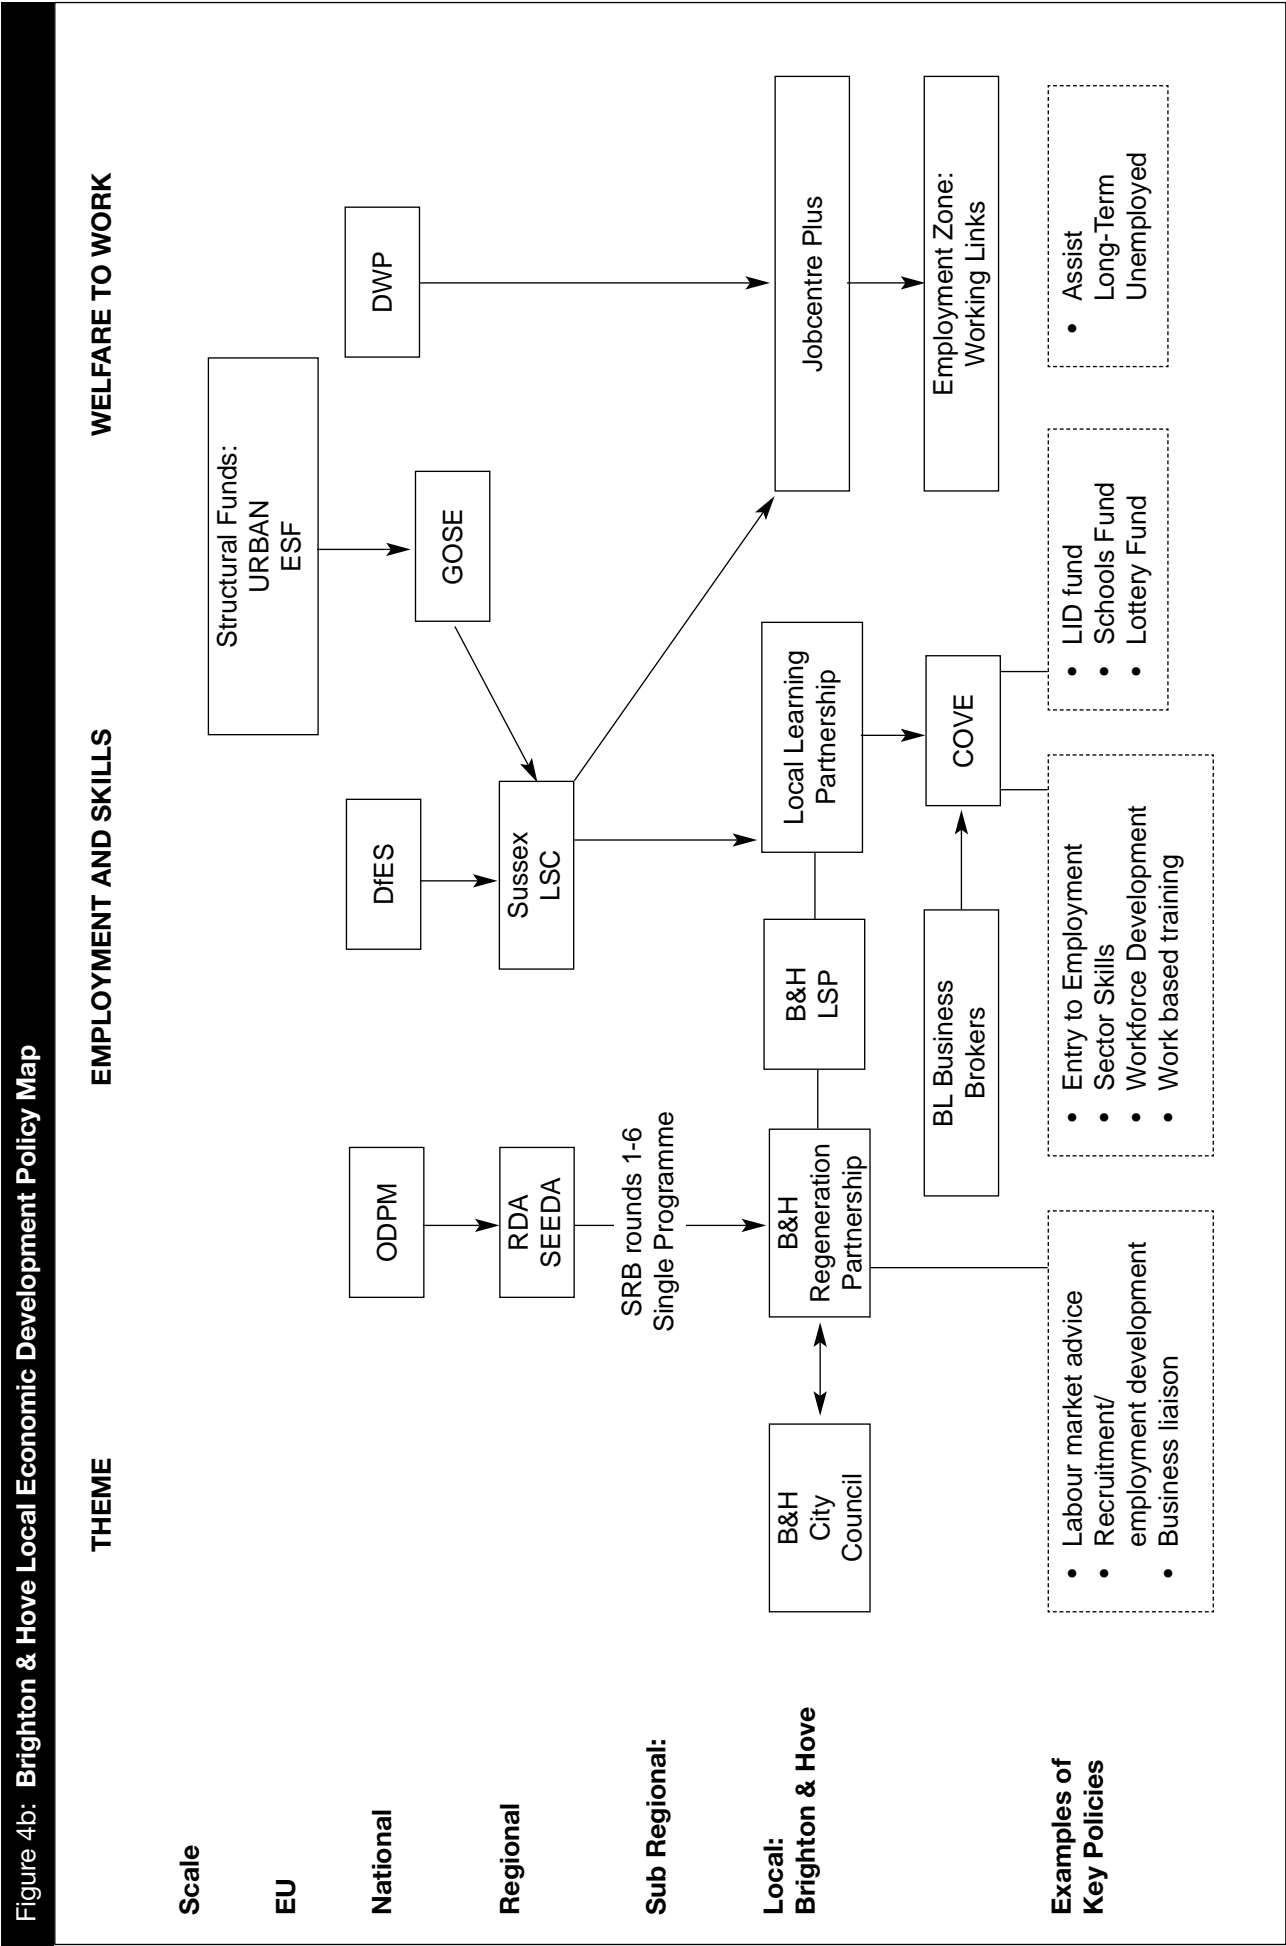 Figure 4b: Brighton & Hove Local Economic Development Policy Map
THEME
EMPLOYMENT AND SKILLS
WELFARE TO WORK
Scale
EU
Structural Funds:
URBAN
ESF
National
ODPM
DfES
DWP
GOSE
Regional
RDA
SEEDA
Sussex
LSC
Sub Regional:
SRB rounds 1-6
Single Programme
Local:
Brighton & Hove
B&H
City
Council
B&H
Regeneration
Partnership
B&H
LSP
Local Learning
Partnership
Jobcentre Plus
BL Business
Brokers
COVE
Employment Zone:
Working Links
Examples of
Key Policies
• Labour market advice
• Recruitment/
employment development
• Business liaison
• Entry to Employment
• Sector Skills
• Workforce Development
• Work based training
• LID fund
• Schools Fund
• Lottery Fund
• Assist
Long-Term
Unemployed